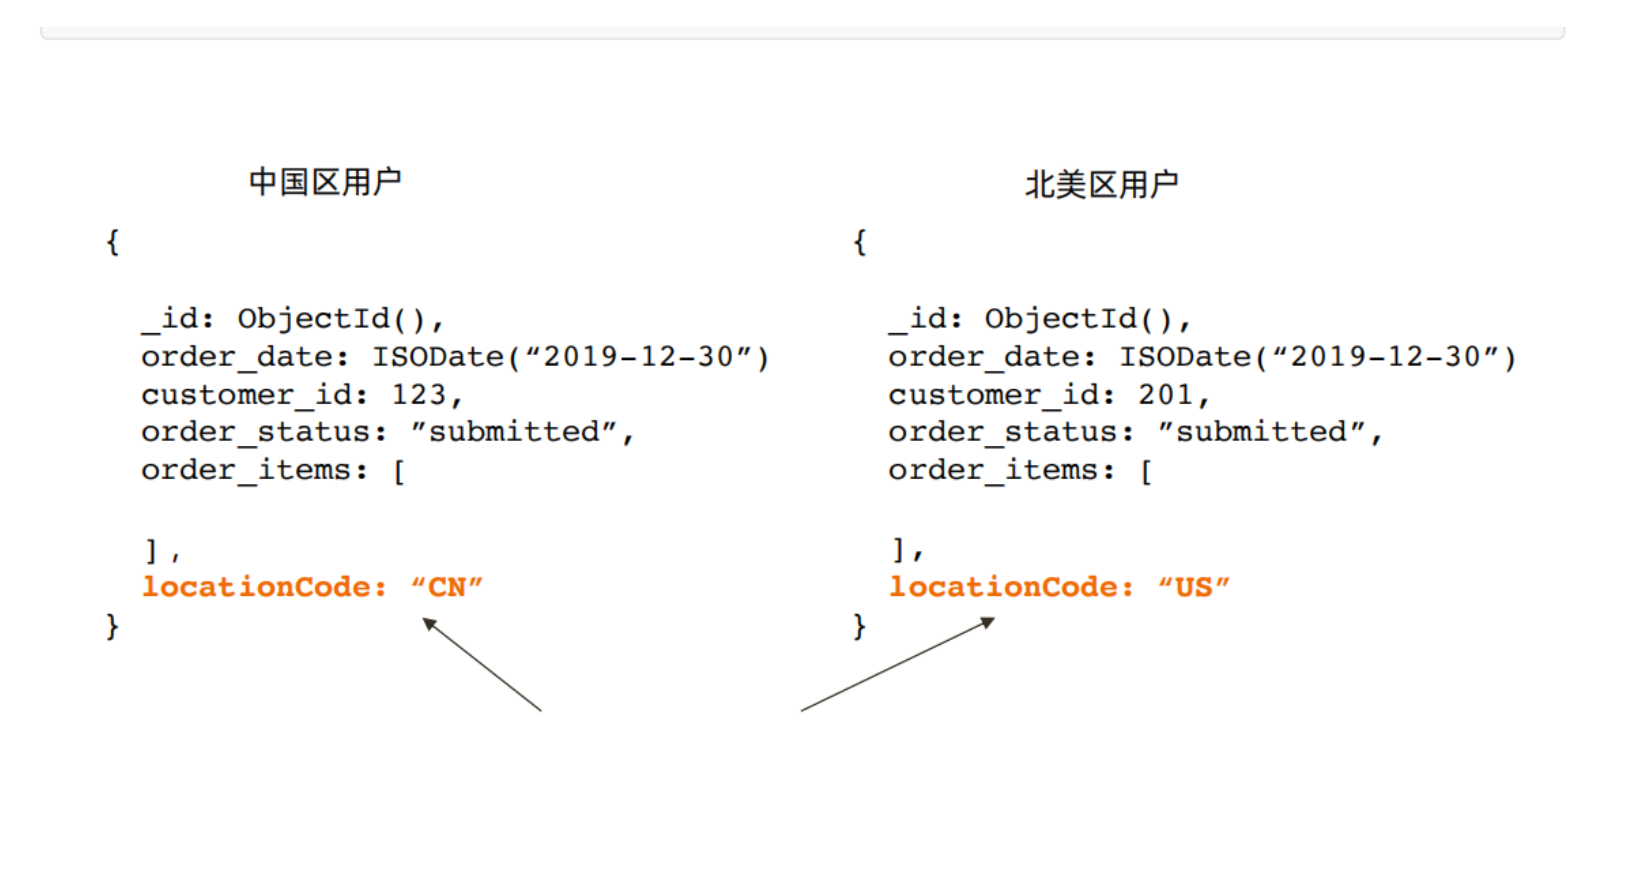 中国区用户
{
_id: ObjectId(),
order_date: ISODate(“2019-12-30”)
customer_id: 123,
order_status: ”submitted”,
order_items: [
],
locationCode: “CN”
}
北美区用户
{
_id: ObjectId(),
order_date: ISODate(“2019-12-30”)
customer_id: 201,
order_status: ”submitted”,
order_items: [
],
locationCode: “US”
}